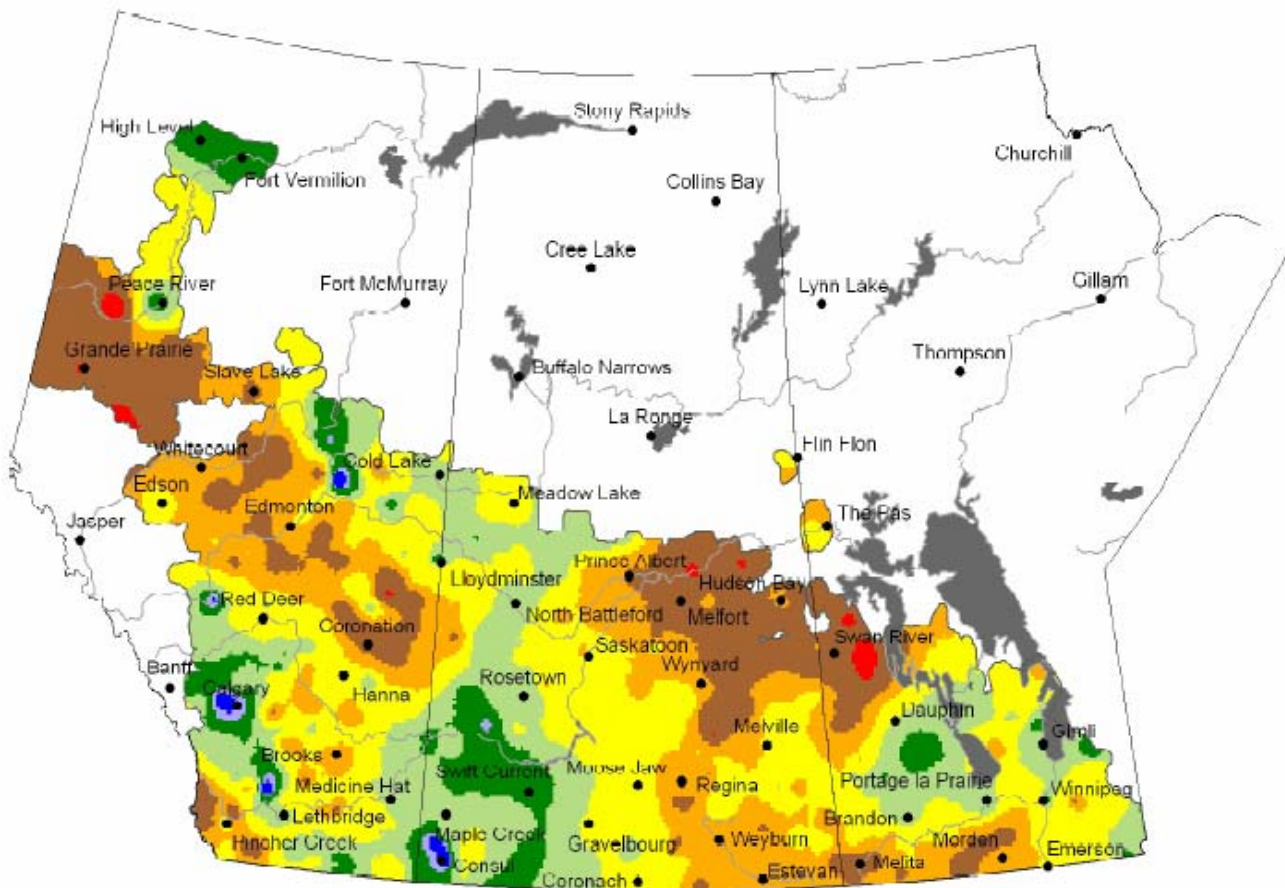 Stony Rapids
High Level
Churchill
Fort Vermilion
Collins Bay
Cree Lake
Peace River
Fort McMurray
Lynn Lake
Gillam
Grande Prairie
Thompson
Slave Lake
Buffalo Narrows
La Ronge
Flin Flon
Whitecourt
Cold Lake
Edson
Meadow Lake
Edmonton
The Pas
Jasper
Prince Albert
Lloydminster
Hudson Bay
Red Deer
North Battleford
Melfort
Coronation
Saskatoon
Swan River
Banff
Wynyard
Calgary
Hanna
Rosetown
Dauphin
Melville
Gimli
Brooks
Swift Current
Moose Jaw
Medicine Hat
Regina
Portage la Prairie
Winnipeg
Lethbridge
Maple Creek
Brandon
Pincher Creek
Gravelbourg
Weyburn
Morden
Consul
Melita
Emerson
Coronach
Estevan